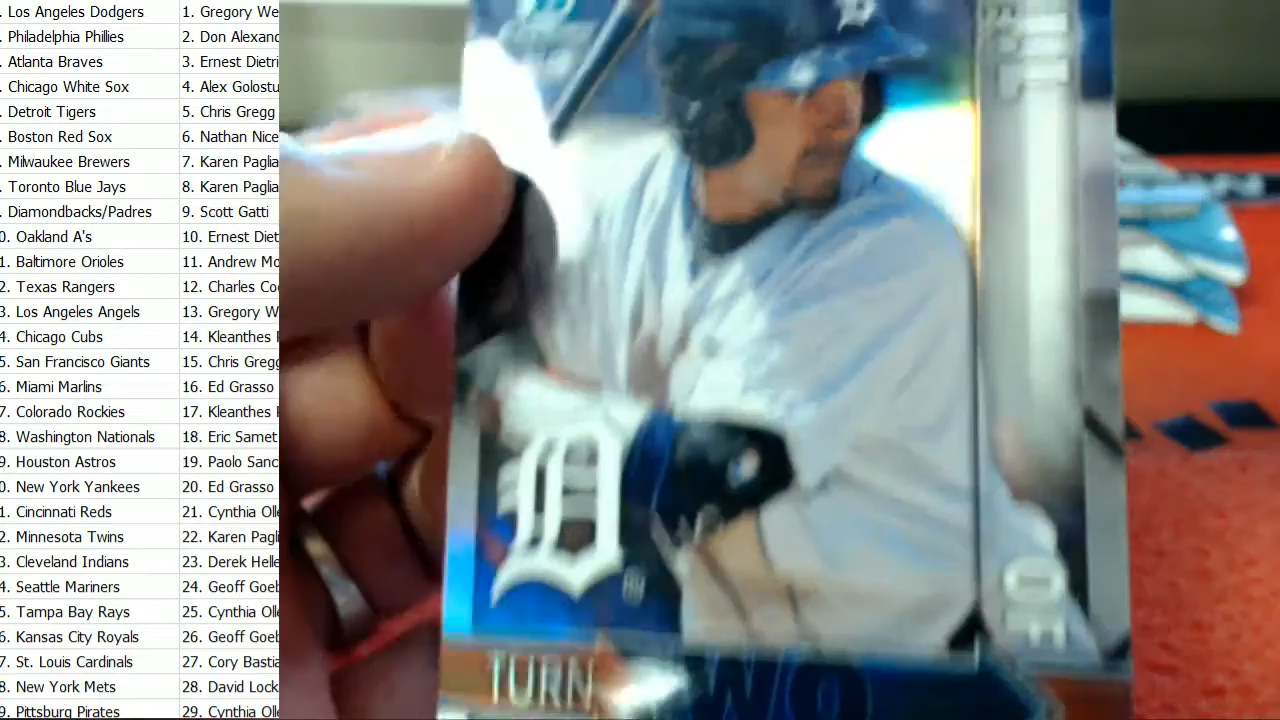 . Los Angeles Dodgers 1. Gregory We
. Philadelphia Phillies 2. Don Alexand
. Atlanta Braves 3. Ernest Dietri
. Chicago White Sox 4. Alex Golostu
. Detroit Tigers 5. Chris Gregg
. Boston Red Sox 6. Nathan Nice
. Milwaukee Brewers 7. Karen Paglia
. Toronto Blue Jays 8. Karen Paglia
. Diamondbacks/Padres 9. Scott Gatti
0. Oakland A's 10. Ernest Diet
1. Baltimore Orioles 11. Andrew Mo
2. Texas Rangers 12. Charles Co
3. Los Angeles Angels 13. Gregory W
4. Chicago Cubs 14. Kleanthes
5. San Francisco Giants 15. Chris Gregg
6. Miami Marlins 16. Ed Grasso
7. Colorado Rockies 17. Kleanthes
8. Washington Nationals 18. Eric Samet
9. Houston Astros 19. Paolo Sanc
0. New York Yankees 20. Ed Grasso
1. Cincinnati Reds 21. Cynthia Olle
2. Minnesota Twins 22. Karen Pagli
3. Cleveland Indians 23. Derek Helle
4. Seattle Mariners 24. Geoff Goeb
5. Tampa Bay Rays 25. Cynthia Olle
6. Kansas City Royals 26. Geoff Goeb
7. St. Louis Cardinals 27. Cory Bastia
8. New York Mets 28. David Lock
9. Pittsburg Pirates 29. Cynthia Olle
D
TURN WO